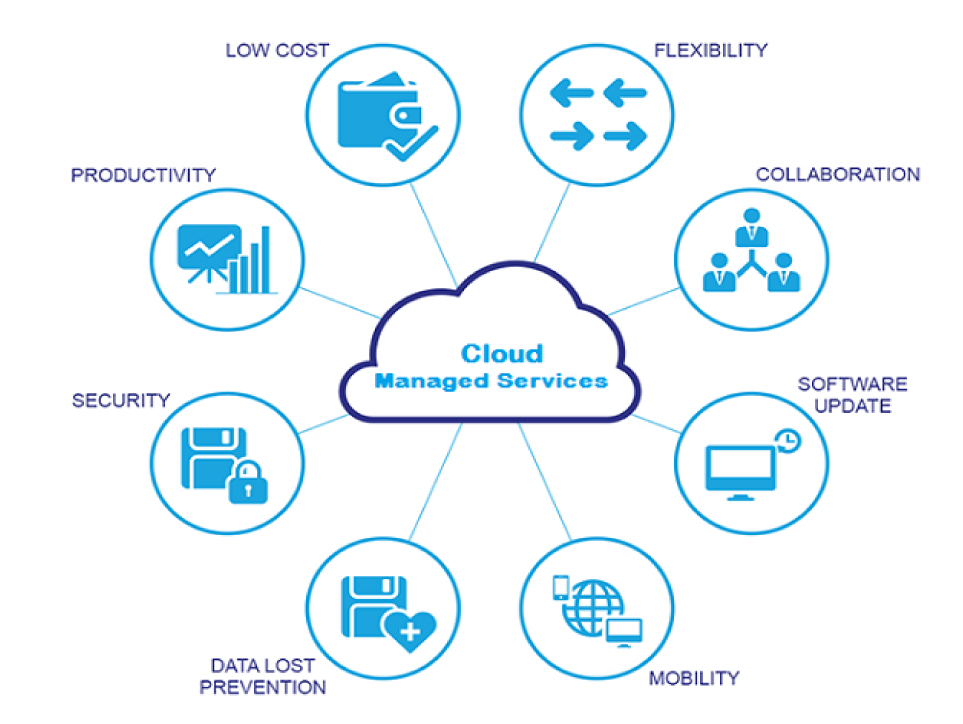 LOW COST
FLEXIBILITY
PRODUCTIVITY
COLLABORATION
Cloud
Managed Services
SECURITY
SOFTWARE
UPDATE
DATA LOST
PREVENTION
MOBILITY